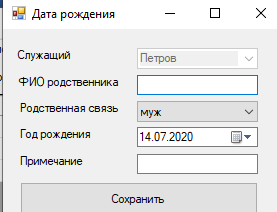 Дата рождения
Служащий Петров
ФИО родственника
Родственная связь муж
Год рождения 14.07.2020
Примечание
Сохранить